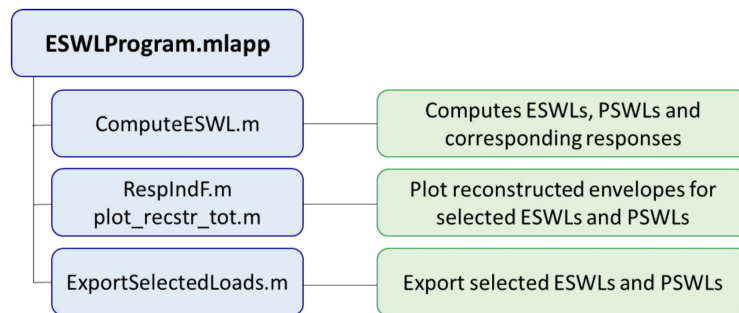 ESWLProgram.mlapp
ComputeESWL.m
Computes ESWLs, PSWLs and
corresponding responses
RespIndF.m
plot_recstr_tot.m
Plot reconstructed envelopes for
selected ESWLs and PSWLs
ExportSelectedLoads.m
Export selected ESWLs and PSWLs